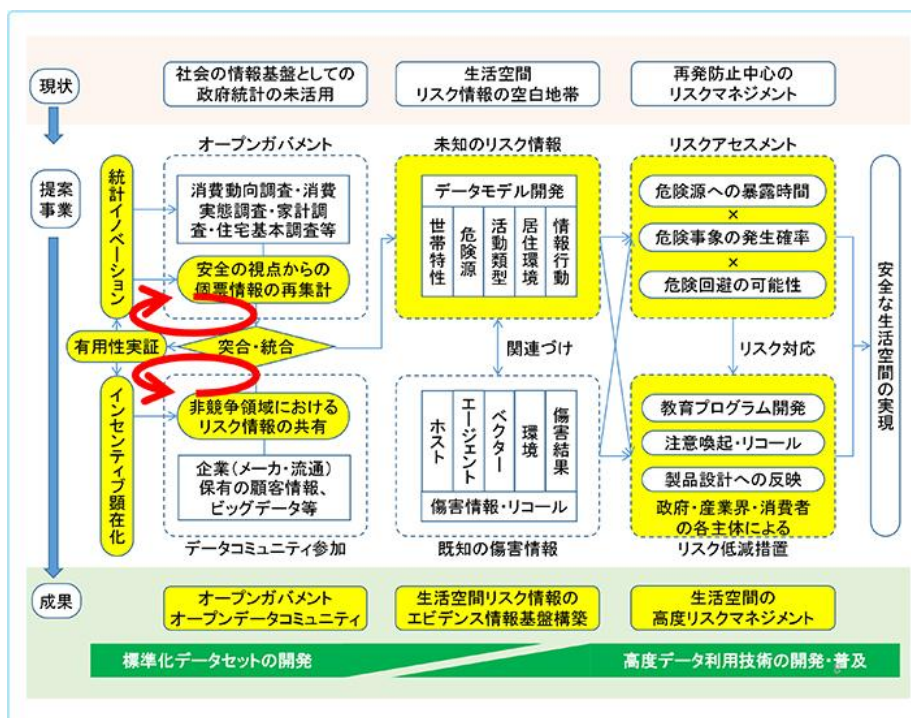 現状
社会の情報基盤としての
政府統計の未活用
生活空間
リスク情報の空白地帯
再発防止中心の
リスクマネジメント
提案
事業
統計イノベーション
有用性実証
インセンティブ顕在化
オープンガバメント
消費動向調査・消費
実態調査・家計調
査・住宅基本調査等
安全の視点からの
個票情報の再集計
突合・統合
非競争領域における
リスク情報の共有
企業(メーカ・流通)
保有の顧客情報、
ビッグデータ等
データコミュニティ参加
未知のリスク情報
データモデル開発
世帯特性
危険源
活動類型
居住環境
情報行動
関連づけ
ホスト
エージェント
ベクター
環境
傷害結果
傷害情報・リコール
既知の傷害情報
リスクアセスメント
危険源への暴露時間
×
危険事象の発生確率
×
危険回避の可能性
リスク対応
教育プログラム開発
注意喚起・リコール
製品設計への反映
政府・産業界・消費者
の各主体による
リスク低減措置
安全な生活空間の実現
成果
オープンガバメント
オープンデータコミュニティ
生活空間リスク情報の
エビデンス情報基盤構築
生活空間の
高度リスクマネジメント
標準化データセットの開発
高度データ利用技術の開発・普及